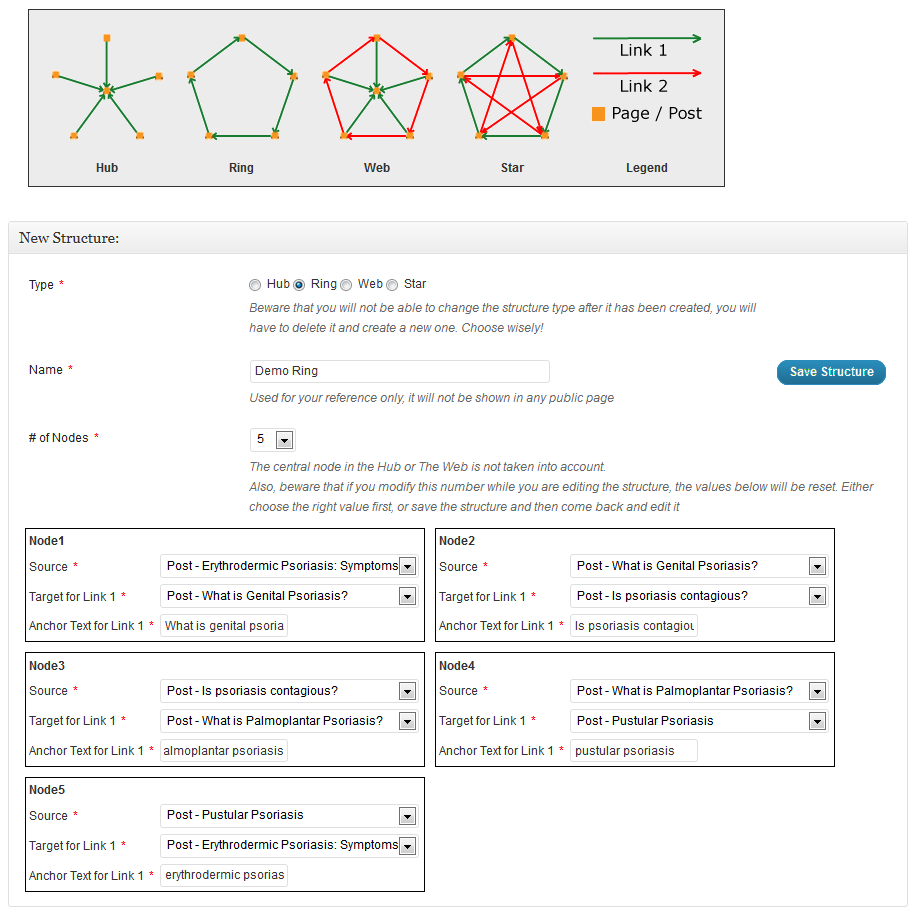 Link 1
Link 2
Page / Post
Hub Ring Web Star Legend
New Structure:
Type * Hub Ring Web Star
Beware that you will not be able to change the structure type after it has been created, you will
have to delete it and create a new one. Choose wisely!
Name * Demo Ring Save Structure
Used for your reference only, it will not be shown in any public page
# of Nodes * 5
The central node in the Hub or The Web is not taken into account.
Also, beware that if you modify this number while you are editing the structure, the values below will be reset. Either
choose the right value first, or save the structure and then come back and edit it
Node1
Source * Post - Erythrodermic Psoriasis: Symptoms
Target for Link 1 * Post - What is Genital Psoriasis?
Anchor Text for Link 1 * What is genital psoria
Node2
Source * Post - What is Genital Psoriasis?
Target for Link 1 * Post - Is psoriasis contagious?
Anchor Text for Link 1 * Is psoriasis contagiou
Node3
Source * Post - Is psoriasis contagious?
Target for Link 1 * Post - What is Palmoplantar Psoriasis?
Anchor Text for Link 1 * almoplantar psoriasis
Node4
Source * Post - What is Palmoplantar Psoriasis?
Target for Link 1 * Post - Pustular Psoriasis
Anchor Text for Link 1 * pustular psoriasis
Node5
Source * Post - Pustular Psoriasis
Target for Link 1 * Post - Erythrodermic Psoriasis: Symptoms
Anchor Text for Link 1 * erythrodermic psorias